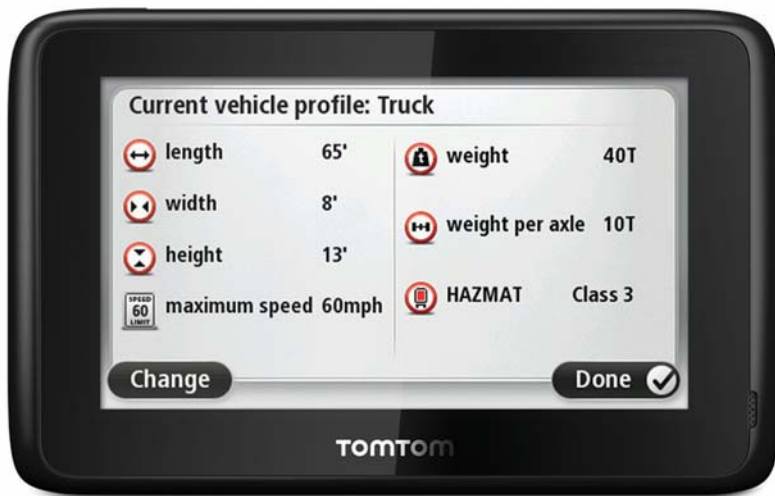 Current vehicle profile: Truck
length 65'
width 8'
height 13'
SPEED
60
LIMIT
maximum speed 60mph
t
weight 40T
weight per axle 10T
HAZMAT Class 3
Change
Done
TOMTOM